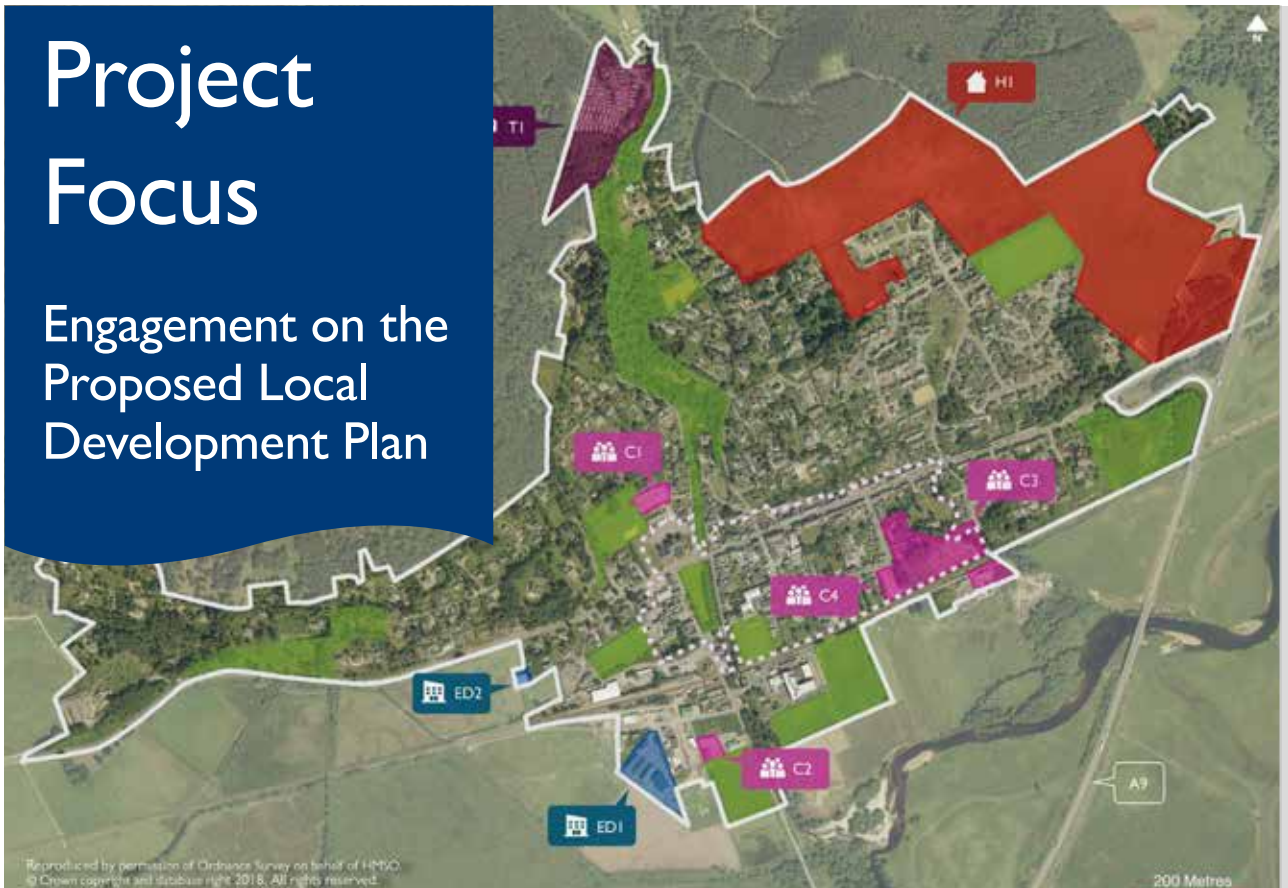 Project
Focus
Engagement on the
Proposed Local
Development Plan
N
T1
H1
C1
C3
C4
ED2
C2
ED1
A9
Reproduced by permission of Ordnance Survey on behalf of HMSO.
© Crown copyright and database right 2018. All rights reserved.
200 Metres